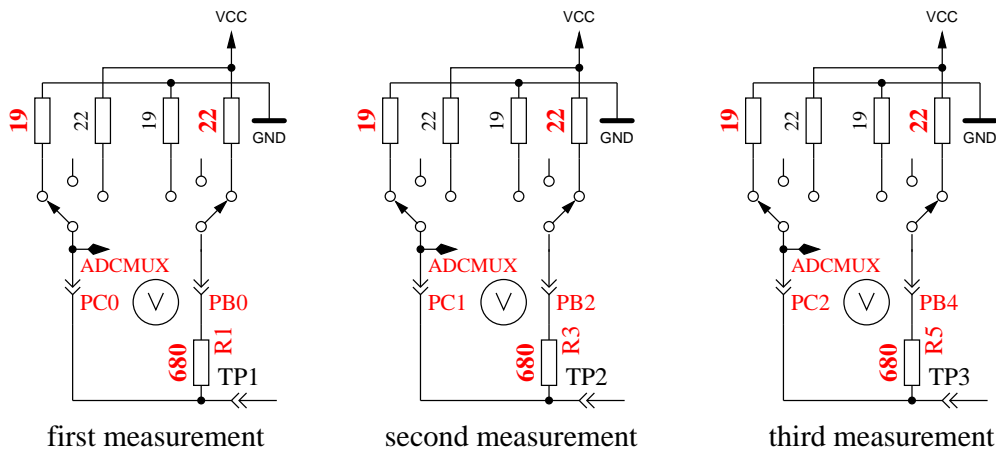 VCC
19
22
19
22
GND
ADCMUX
PC0
V
PB0
R1
680
TP1
first measurement
VCC
19
22
19
22
GND
ADCMUX
PC1
V
PB2
R3
680
TP2
second measurement
VCC
19
22
19
22
GND
ADCMUX
PC2
V
PB4
R5
680
TP3
third measurement